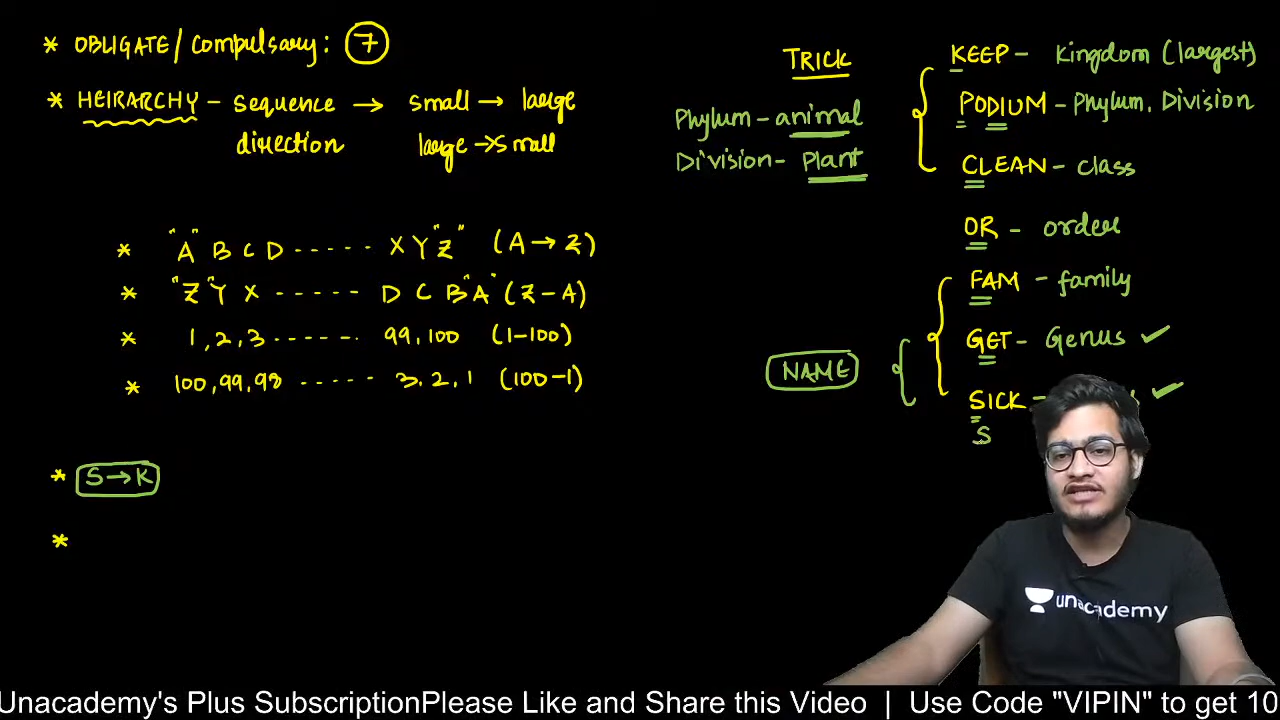 * OBLIGATE/Compulsary: 7
* HEIRARCHY - sequence → small → large
direction large → small
* "A" B C D ------ X Y "Z" (A → Z)
* "Z" Y X ------ D C B "A" (Z-A)
* 1,2,3 ------- 99,100 (1-100)
* 100,99,98 ------ 3,2,1 (100-1)
* S→K
*
TRICK
Phylum - animal
Division - Plant
KEEP - Kingdom (largest)
PODIUM - Phylum, Division
CLEAN - class
OR - order
FAM - family
GET - Genus ✓
NAME
SICK - ✓
S
unacademy
Unacademy's Plus SubscriptionPlease Like and Share this Video | Use Code "VIPIN" to get 10